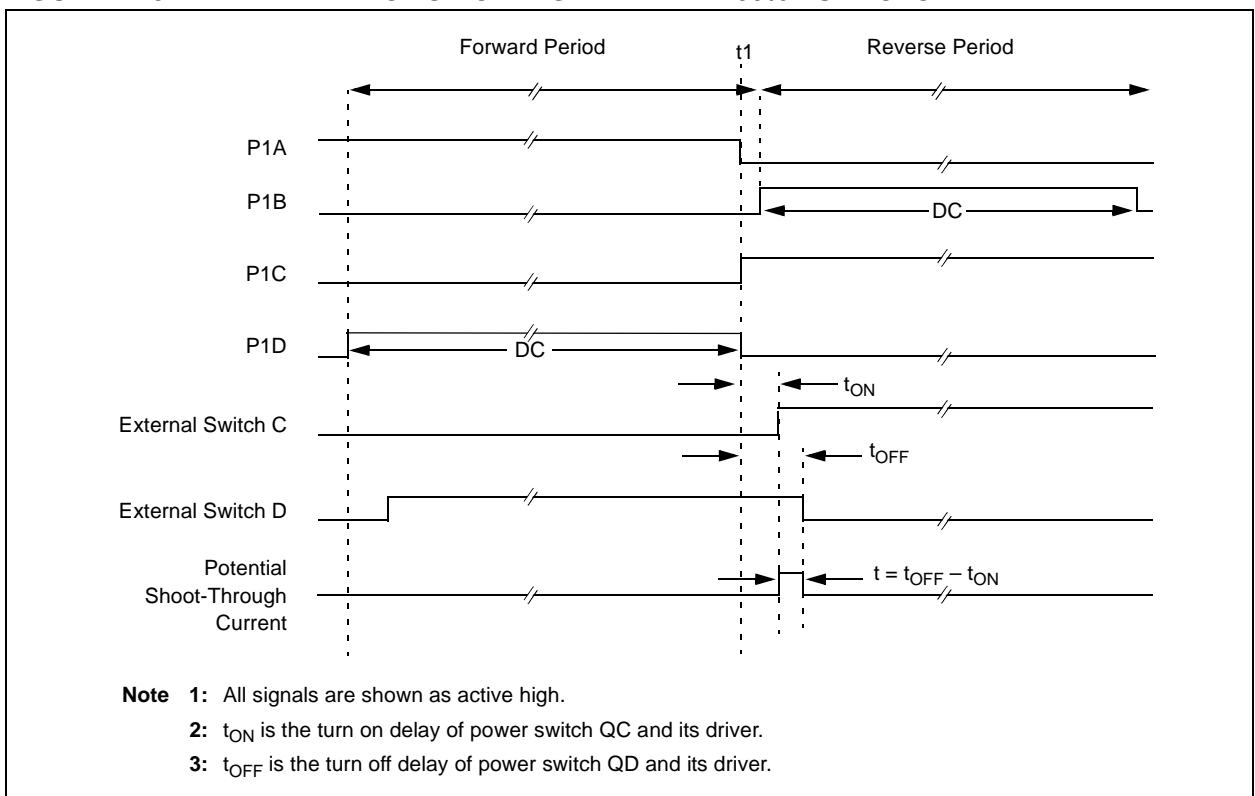 Forward Period
t1
Reverse Period
P1A
P1B
DC
P1C
P1D
DC
tON
External Switch C
tOFF
External Switch D
Potential
Shoot-Through
Current
t = tOFF – tON
Note 1: All signals are shown as active high.
2: tON is the turn on delay of power switch QC and its driver.
3: tOFF is the turn off delay of power switch QD and its driver.